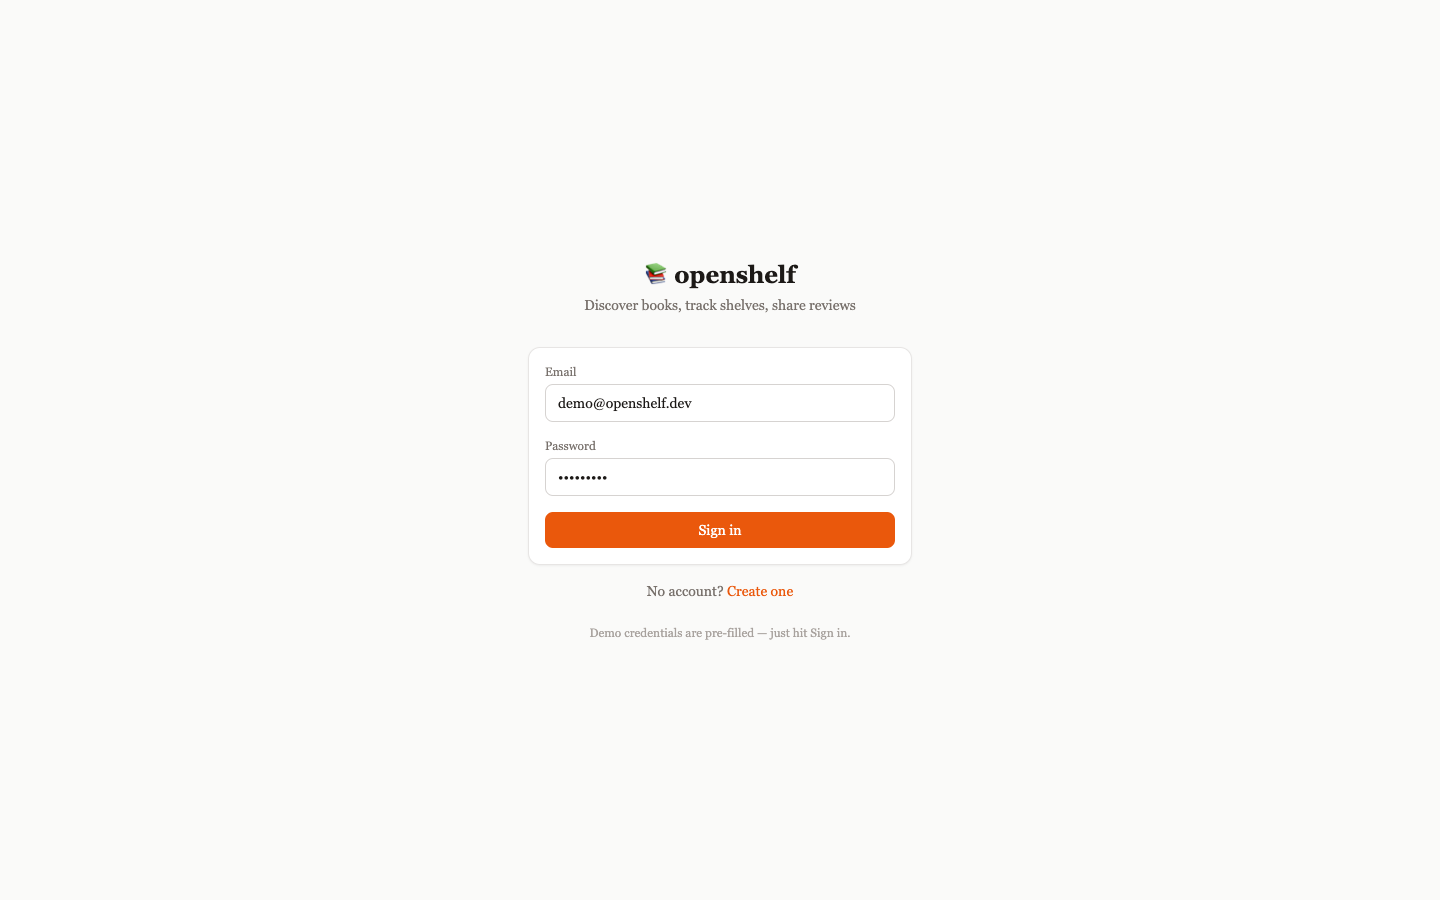 openshelf
Discover books, track shelves, share reviews
Email
demo@openshelf.dev
Password
•••••••••
Sign in
No account? Create one
Demo credentials are pre-filled — just hit Sign in.